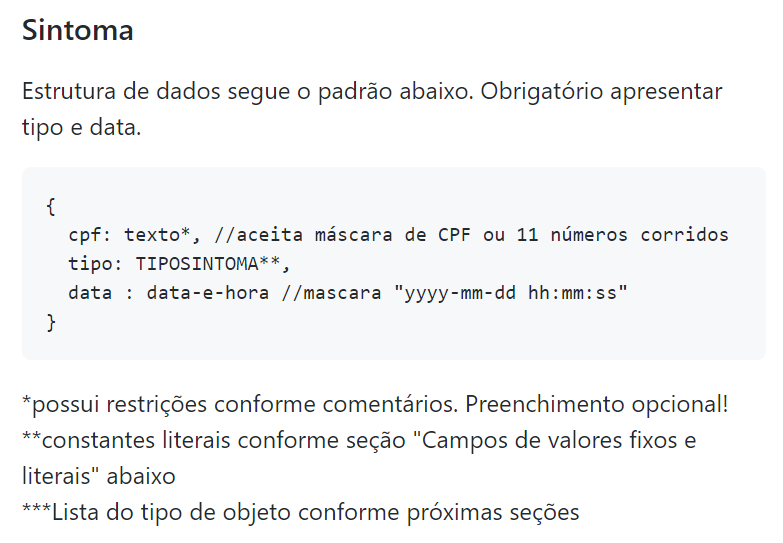 Sintoma
Estrutura de dados segue o padrão abaixo. Obrigatório apresentar
tipo e data.
{
  cpf: texto*, //aceita máscara de CPF ou 11 números corridos
  tipo: TIPOSINTOMA**,
  data : data-e-hora //mascara "yyyy-mm-dd hh:mm:ss"
}
*possui restrições conforme comentários. Preenchimento opcional!
**constantes literais conforme seção "Campos de valores fixos e
literais" abaixo
***Lista do tipo de objeto conforme próximas seções